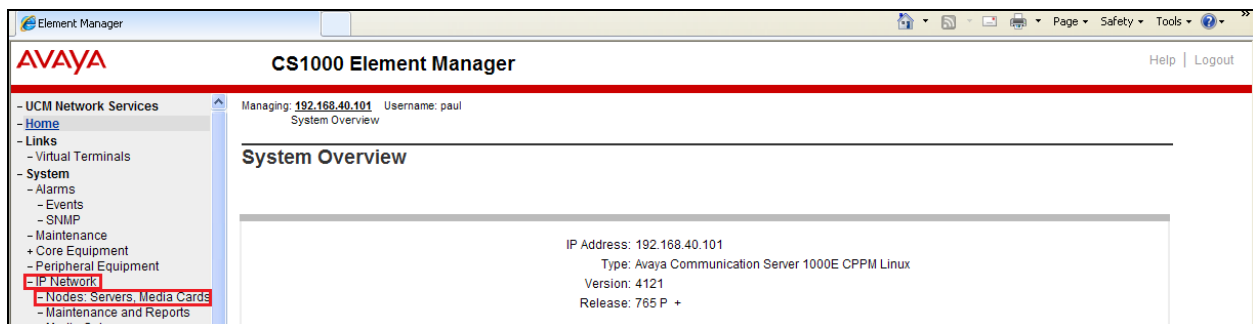 Element Manager
Page Safety Tools »
AVAYA
CS1000 Element Manager
Help | Logout
– UCM Network Services
– Home
– Links
– Virtual Terminals
– System
– Alarms
– Events
– SNMP
– Maintenance
+ Core Equipment
– Peripheral Equipment
– IP Network
– Nodes: Servers, Media Cards
– Maintenance and Reports
Managing: 192.168.40.101 Username: paul
System Overview
System Overview
IP Address: 192.168.40.101
Type: Avaya Communication Server 1000E CPPM Linux
Version: 4121
Release: 765 P +